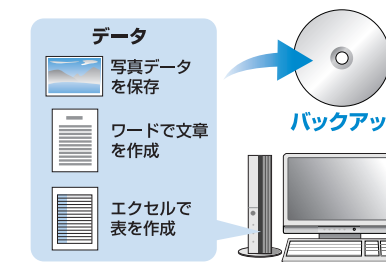 データ
写真データ
を保存
ワードで文章
を作成
エクセルで
表を作成
バックアッ